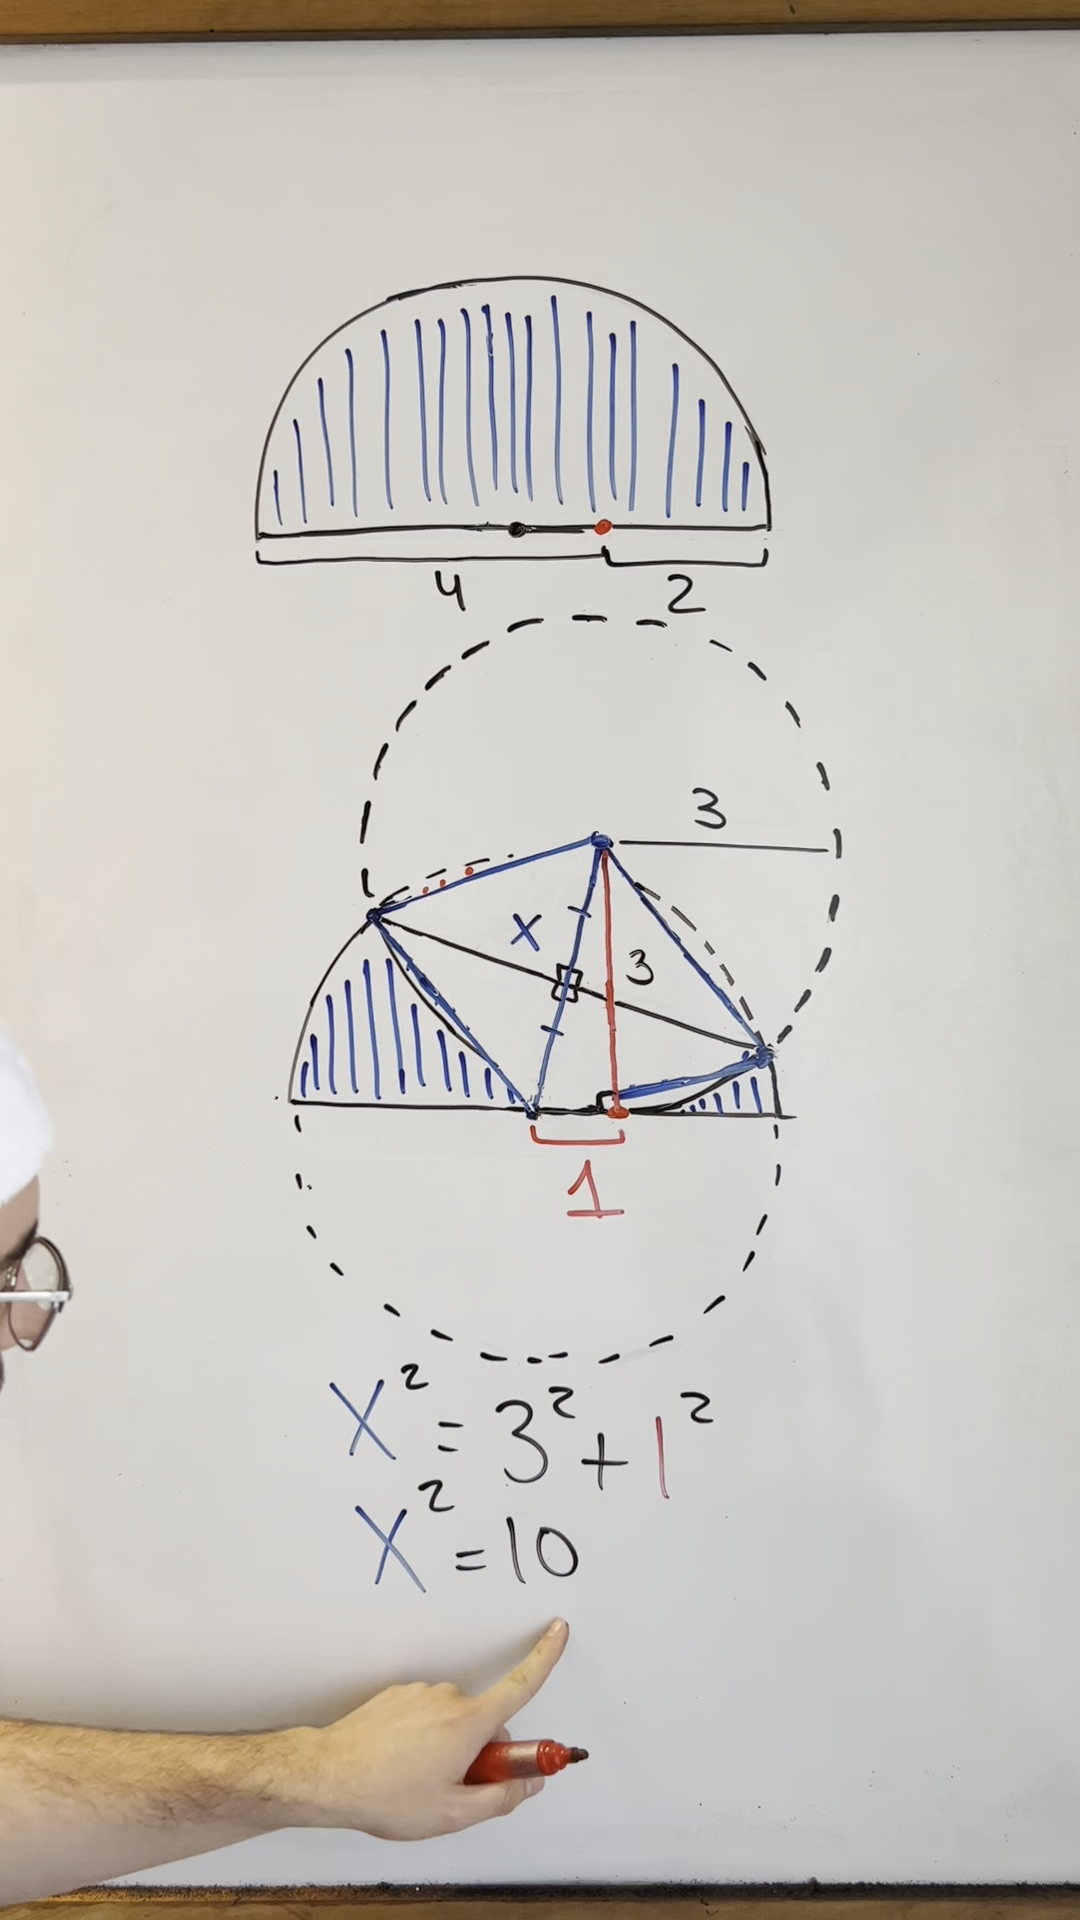 4
2
3
x
3
1
x² = 3² + 1²
x² = 10